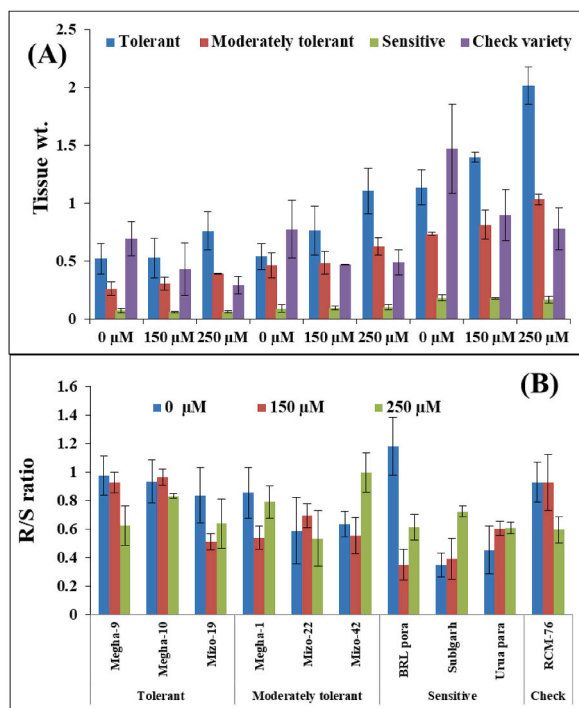 (A)
Tolerant Moderately tolerant Sensitive Check variety
Tissue wt.
2.5
2
1.5
1
0.5
0
0 µM 150 µM 250 µM 0 µM 150 µM 250 µM 0 µM 150 µM 250 µM
(B)
0 µM 150 µM 250 µM
R/S ratio
1.6
1.4
1.2
1
0.8
0.6
0.4
0.2
0
Megha-9 Megha-10 Mizo-19 Megha-1 Mizo-22 Mizo-42 BRL pora Sublgarh Urua para RCM-76
Tolerant Moderately tolerant Sensitive Check